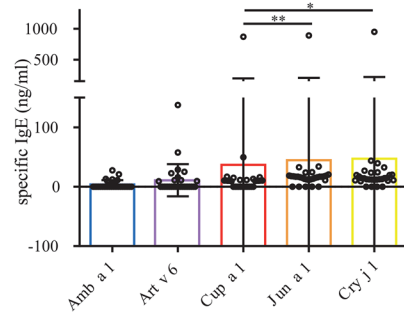 *
**
1000
500
100
0
-100
specific IgE (ng/ml)
Amb a 1
Art v 6
Cup a 1
Jun a 1
Cry j 1